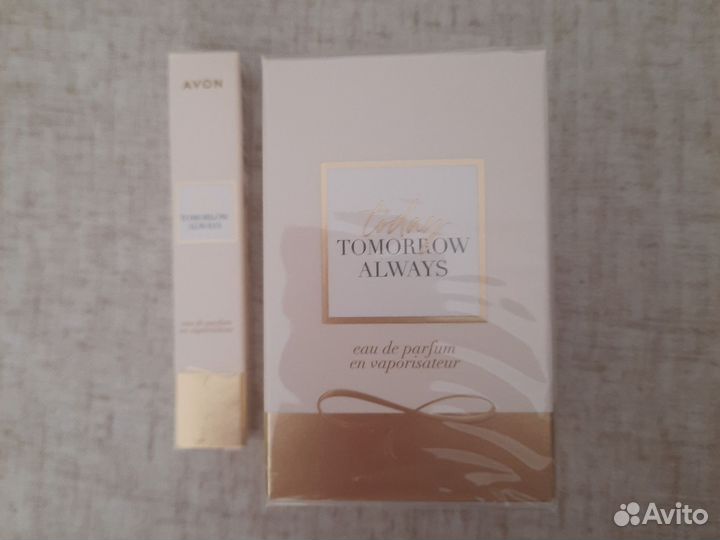 AVON
TOMORROW
ALWAYS
eau de parfum
en vaporisateur
today
TOMORROW
ALWAYS
eau de parfum
en vaporisateur
Avito